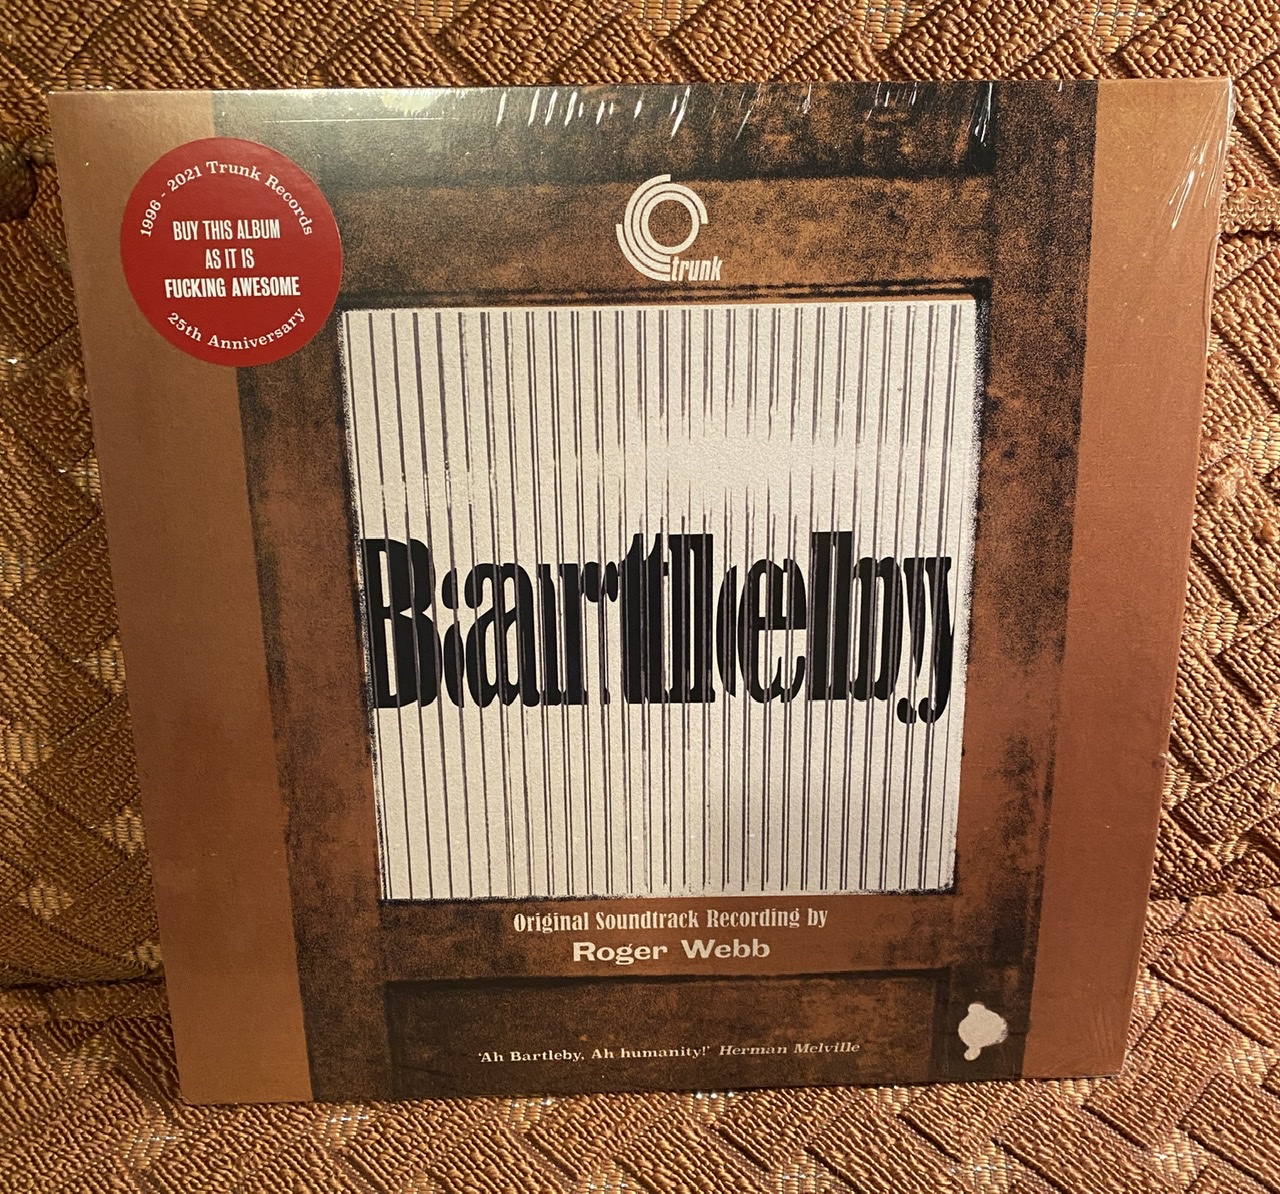 1996 - 2021 Trunk Records
BUY THIS ALBUM
AS IT IS
FUCKING AWESOME
25th Anniversary
trunk
Bartleby
Original Soundtrack Recording by
Roger Webb
'Ah Bartleby, Ah humanity!' Herman Melville